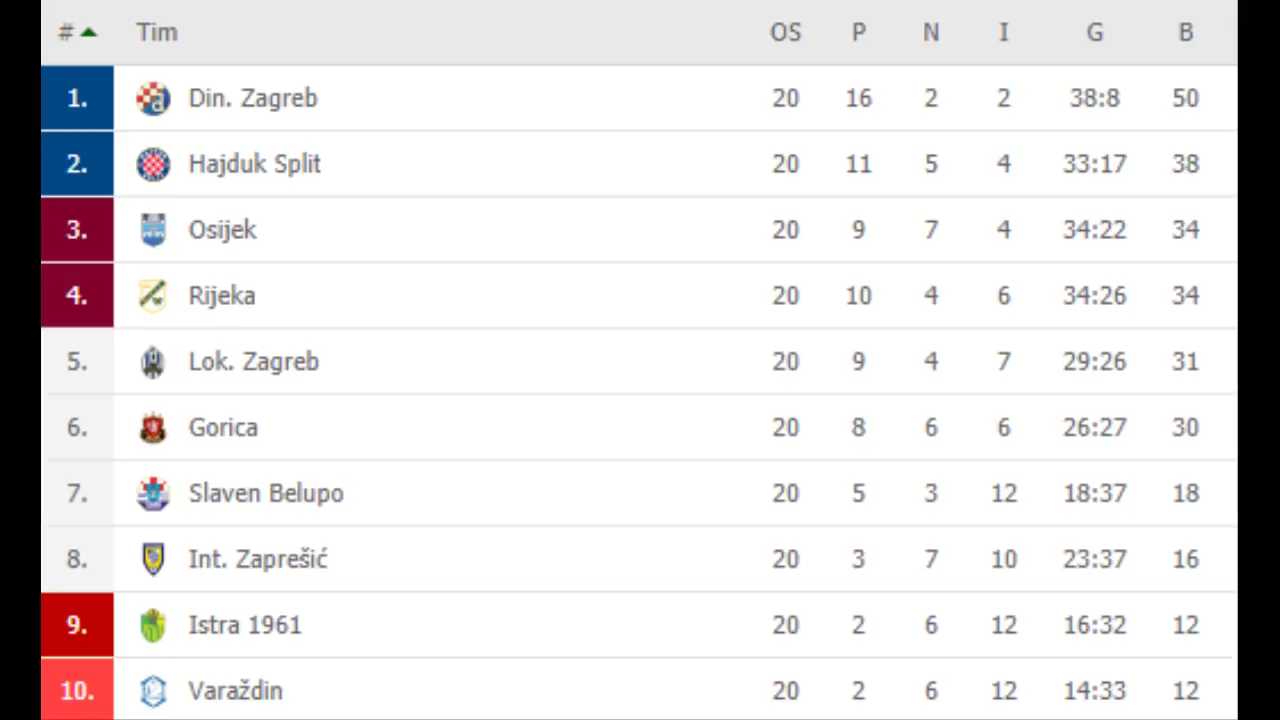 # Tim OS P N I G B
1. Din. Zagreb 20 16 2 2 38:8 50
2. Hajduk Split 20 11 5 4 33:17 38
3. Osijek 20 9 7 4 34:22 34
4. Rijeka 20 10 4 6 34:26 34
5. Lok. Zagreb 20 9 4 7 29:26 31
6. Gorica 20 8 6 6 26:27 30
7. Slaven Belupo 20 5 3 12 18:37 18
8. Int. Zaprešić 20 3 7 10 23:37 16
9. Istra 1961 20 2 6 12 16:32 12
10. Varaždin 20 2 6 12 14:33 12